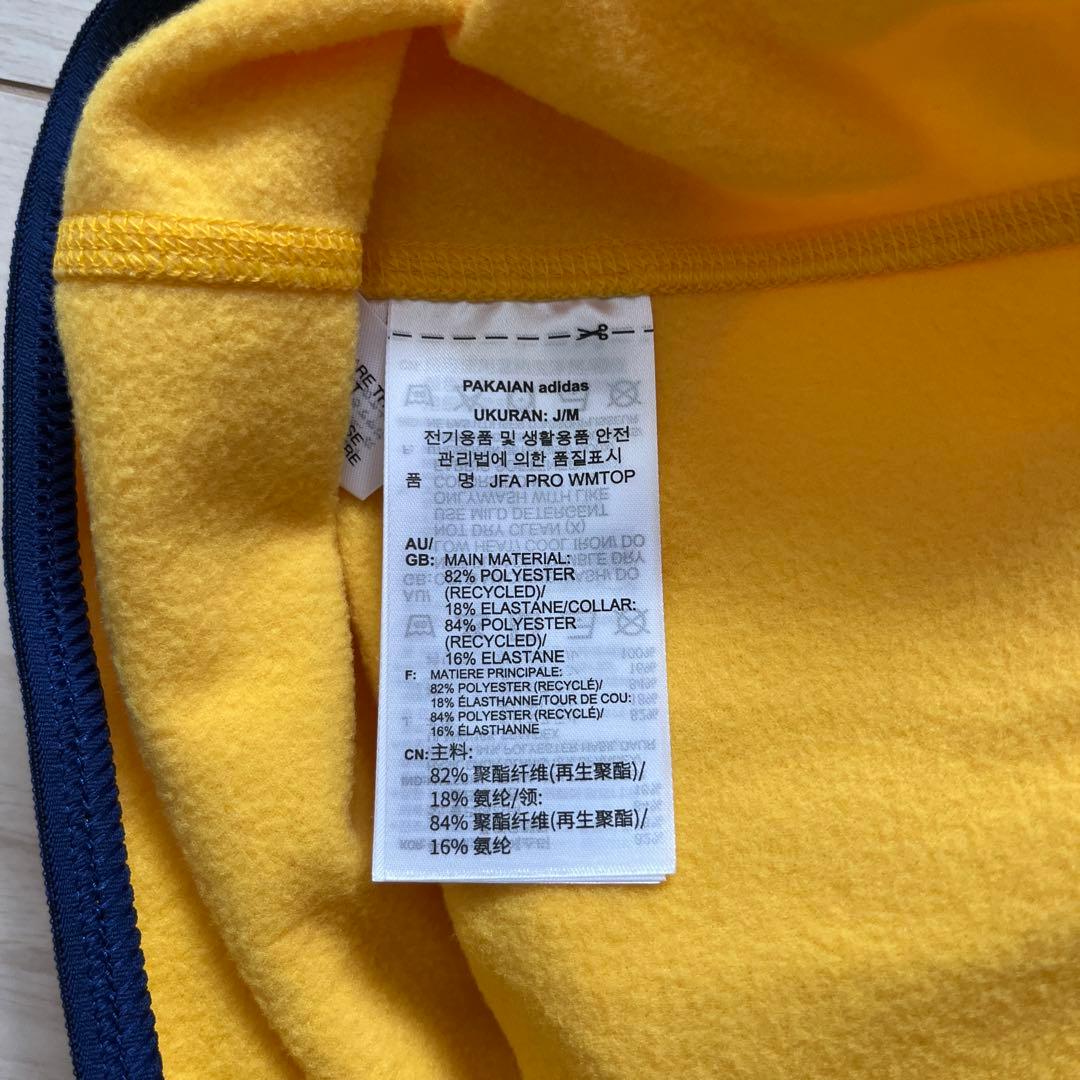 PAKAIAN adidas
UKURAN: J/M
전기용품 및 생활용품 안전
관리법에 의한 품질표시
품 명 JFA PRO WMTOP
AU/
GB: MAIN MATERIAL:
82% POLYESTER
(RECYCLED)/
18% ELASTANE/COLLAR:
84% POLYESTER
(RECYCLED)/
16% ELASTANE
F: MATIERE PRINCIPALE:
82% POLYESTER (RECYCLÉ)/
18% ÉLASTHANNE/TOUR DE COU:
84% POLYESTER (RECYCLÉ)/
16% ÉLASTHANNE
CN: 主料:
82% 聚酯纤维(再生聚酯)/
18% 氨纶/领:
84% 聚酯纤维(再生聚酯)/
16% 氨纶